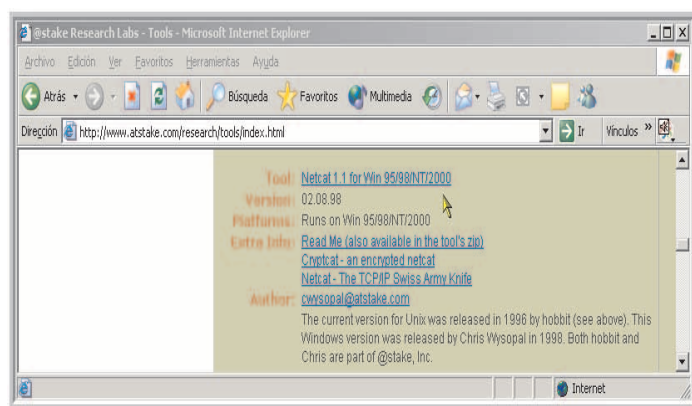 @stake Research Labs - Tools - Microsoft Internet Explorer
Archivo Edición Ver Favoritos Herramientas Ayuda
Atrás Búsqueda Favoritos Multimedia
Dirección http://www.atstake.com/research/tools/index.html Ir Vínculos »
Tool: Netcat 1.1 for Win 95/98/NT/2000
Version: 02.08.98
Platforms: Runs on Win 95/98/NT/2000
Extra Info: Read Me (also available in the tool's zip)
Cryptcat - an encrypted netcat
Netcat - The TCP/IP Swiss Army Knife
Author: cwysopal@atstake.com
The current version for Unix was released in 1996 by hobbit (see above). This
Windows version was released by Chris Wysopal in 1998. Both hobbit and
Chris are part of @stake, Inc.
Internet